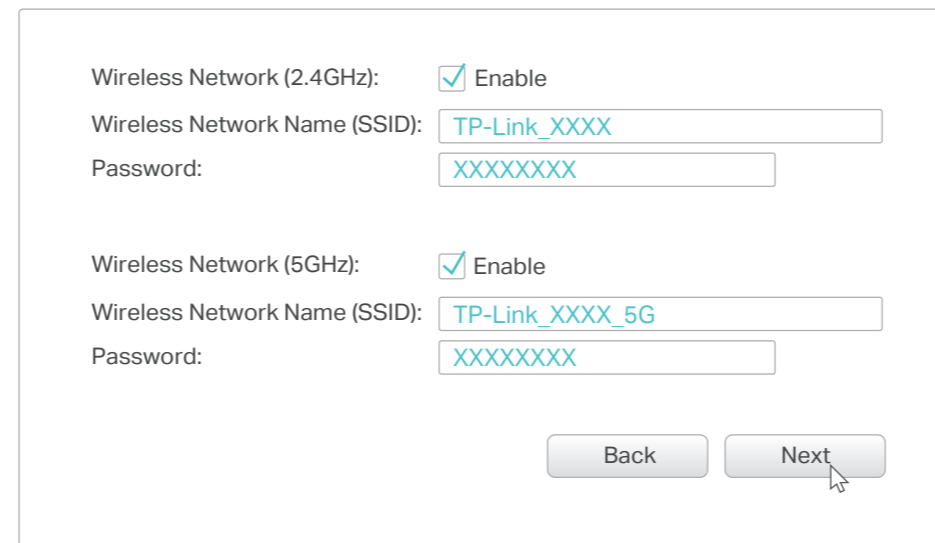 Wireless Network (2.4GHz): Enable
Wireless Network Name (SSID): TP-Link_XXXX
Password: XXXXXXXX
Wireless Network (5GHz): Enable
Wireless Network Name (SSID): TP-Link_XXXX_5G
Password: XXXXXXXX
Back Next